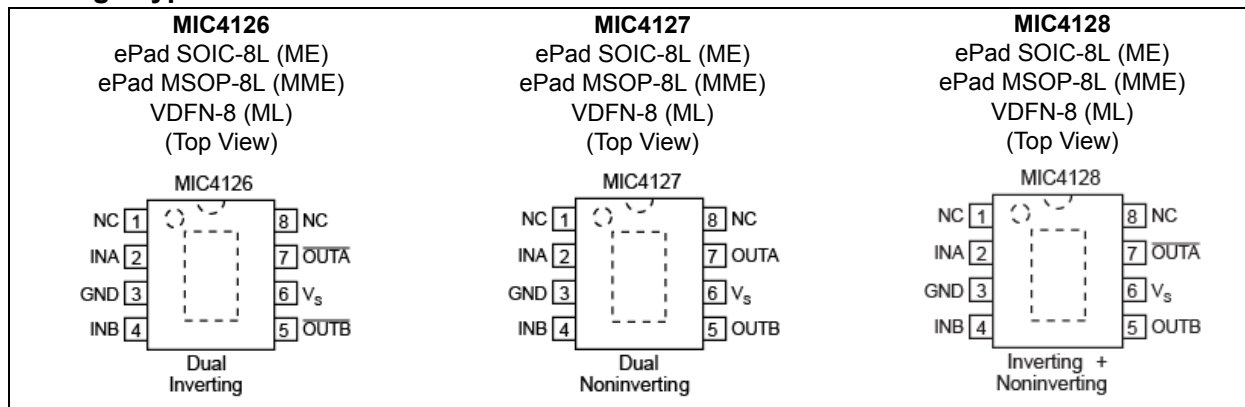 MIC4126
ePad SOIC-8L (ME)
ePad MSOP-8L (MME)
VDFN-8 (ML)
(Top View)
MIC4126
NC 1
8 NC
INA 2
7 OUTA
GND 3
6 VS
INB 4
5 OUTB
Dual
Inverting
MIC4127
ePad SOIC-8L (ME)
ePad MSOP-8L (MME)
VDFN-8 (ML)
(Top View)
MIC4127
NC 1
8 NC
INA 2
7 OUTA
GND 3
6 VS
INB 4
5 OUTB
Dual
Noninverting
MIC4128
ePad SOIC-8L (ME)
ePad MSOP-8L (MME)
VDFN-8 (ML)
(Top View)
MIC4128
NC 1
8 NC
INA 2
7 OUTA
GND 3
6 VS
INB 4
5 OUTB
Inverting +
Noninverting